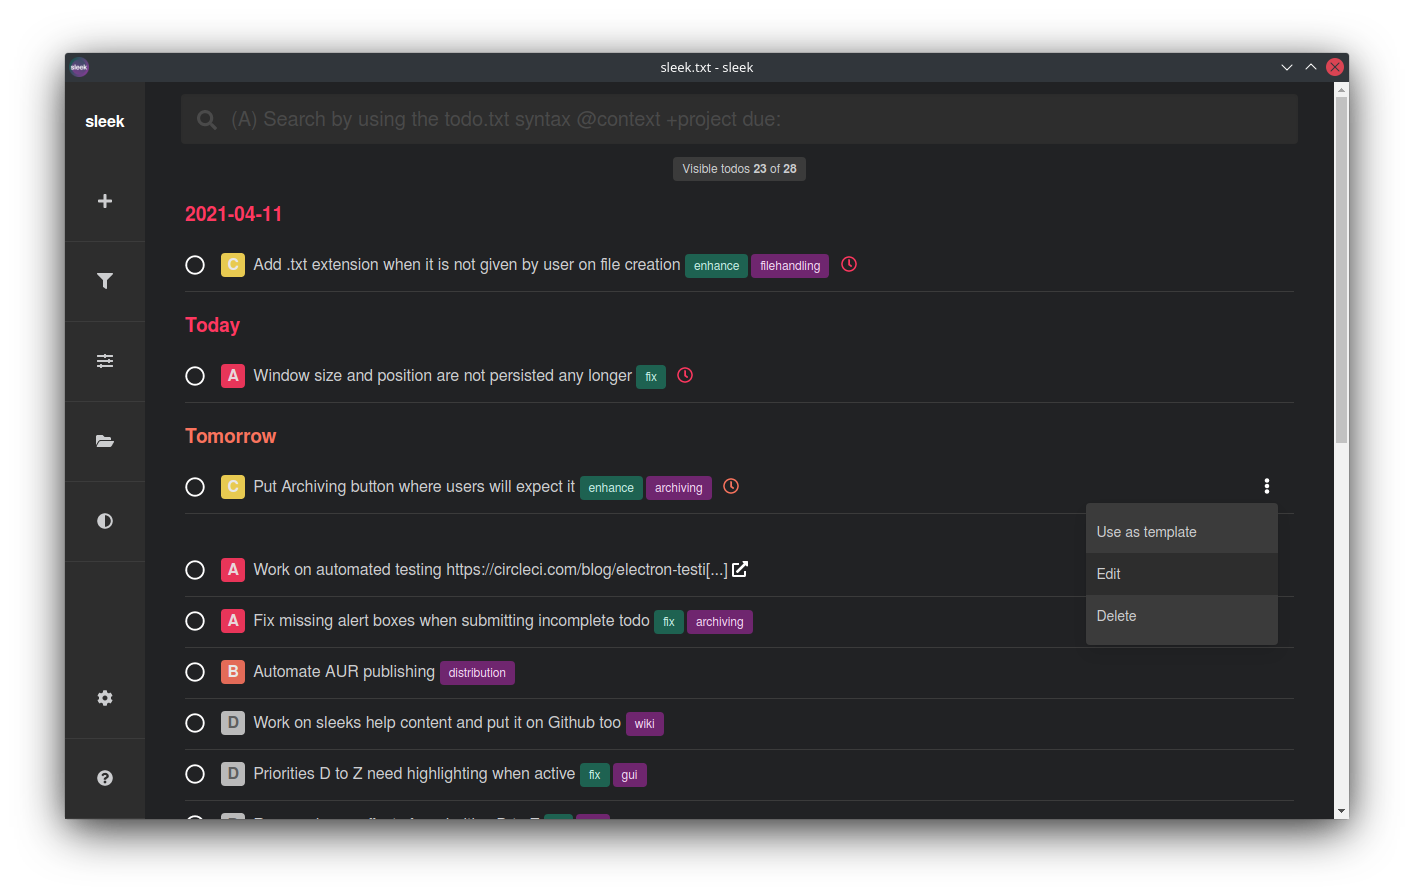 sleek
sleek.txt - sleek
sleek
(A) Search by using the todo.txt syntax @context +project due:
Visible todos 23 of 28
2021-04-11
C Add .txt extension when it is not given by user on file creation enhance filehandling
Today
A Window size and position are not persisted any longer fix
Tomorrow
C Put Archiving button where users will expect it enhance archiving
Use as template
Edit
Delete
A Work on automated testing https://circleci.com/blog/electron-testi[...]
A Fix missing alert boxes when submitting incomplete todo fix archiving
B Automate AUR publishing distribution
D Work on sleeks help content and put it on Github too wiki
D Priorities D to Z need highlighting when active fix gui